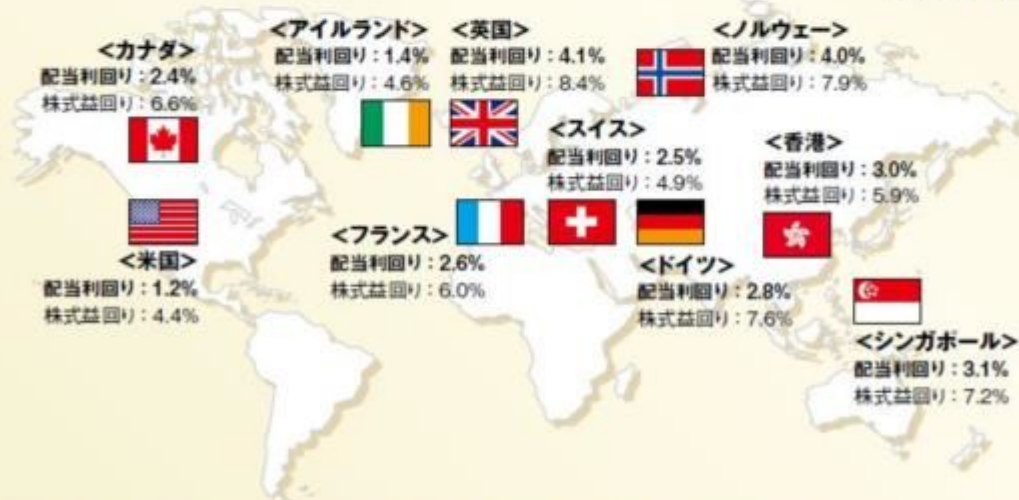 <カナダ>
配当利回り：2.4%
株式益回り：6.6%
<アイルランド>
配当利回り：1.4%
株式益回り：4.6%
<英国>
配当利回り：4.1%
株式益回り：8.4%
<ノルウェー>
配当利回り：4.0%
株式益回り：7.9%
<スイス>
配当利回り：2.5%
株式益回り：4.9%
<香港>
配当利回り：3.0%
株式益回り：5.9%
<米国>
配当利回り：1.2%
株式益回り：4.4%
<フランス>
配当利回り：2.6%
株式益回り：6.0%
<ドイツ>
配当利回り：2.8%
株式益回り：7.6%
<シンガポール>
配当利回り：3.1%
株式益回り：7.2%